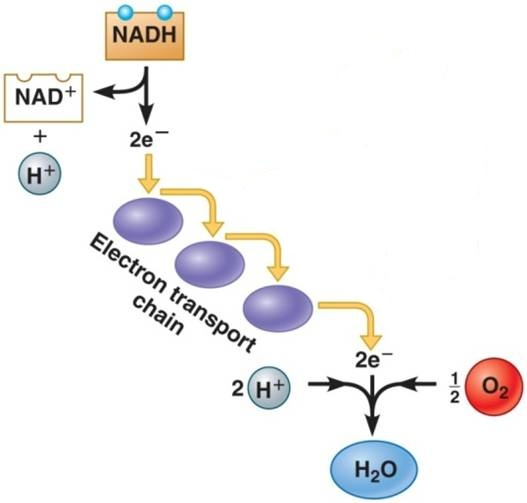 NADH
NAD⁺
+
H⁺
2e⁻
Electron transport
chain
2e⁻
2 H⁺
½ O₂
H₂O